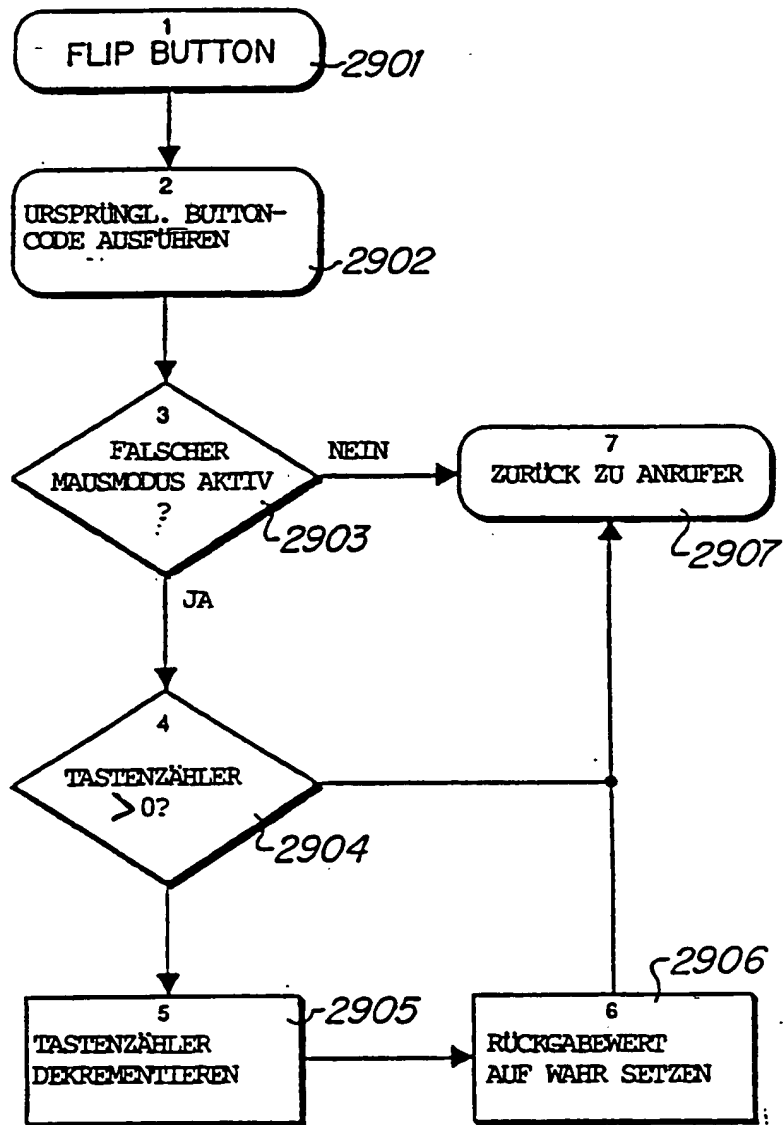 1
FLIP BUTTON
2901
2
URSPRÜNGL. BUTTON-
CODE AUSFÜHREN
2902
3
FALSCHER
MAUSMODUS AKTIV
?
2903
NEIN
7
ZURÜCK ZU ANRUFER
2907
JA
4
TASTENZÄHLER
>0?
2904
5
TASTENZÄHLER
DEKREMENTIEREN
2905
6
RÜCKGABEWERT
AUF WAHR SETZEN
2906